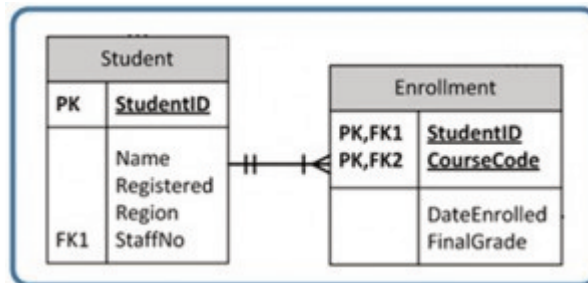 Student
PK StudentID
Name
Registered
Region
FK1 StaffNo
Enrollment
PK,FK1 StudentID
PK,FK2 CourseCode
DateEnrolled
FinalGrade